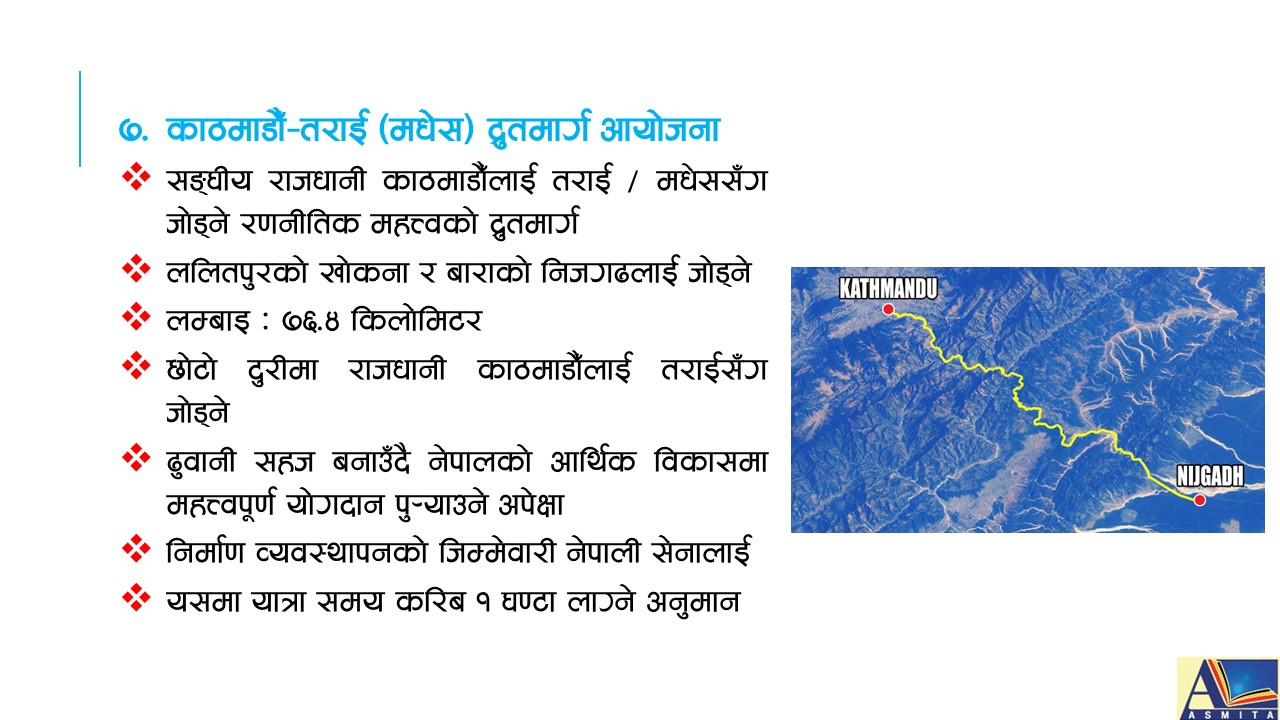 ७. काठमाडौँ-तराई (मधेस) द्रुतमार्ग आयोजना
❖ सङ्घीय राजधानी काठमाडौँलाई तराई / मधेससँग
जोड्ने रणनीतिक महत्त्वको द्रुतमार्ग
❖ ललितपुरको खोकना र बाराको निजगढलाई जोड्ने
❖ लम्बाइ : ७६.४ किलोमिटर
❖ छोटो दुरीमा राजधानी काठमाडौँलाई तराईसँग
जोड्ने
❖ ढुवानी सहज बनाउँदै नेपालको आर्थिक विकासमा
महत्त्वपूर्ण योगदान पुऱ्याउने अपेक्षा
❖ निर्माण व्यवस्थापनको जिम्मेवारी नेपाली सेनालाई
❖ यसमा यात्रा समय करिब १ घण्टा लाग्ने अनुमान
KATHMANDU
NIJGADH
ASMITA